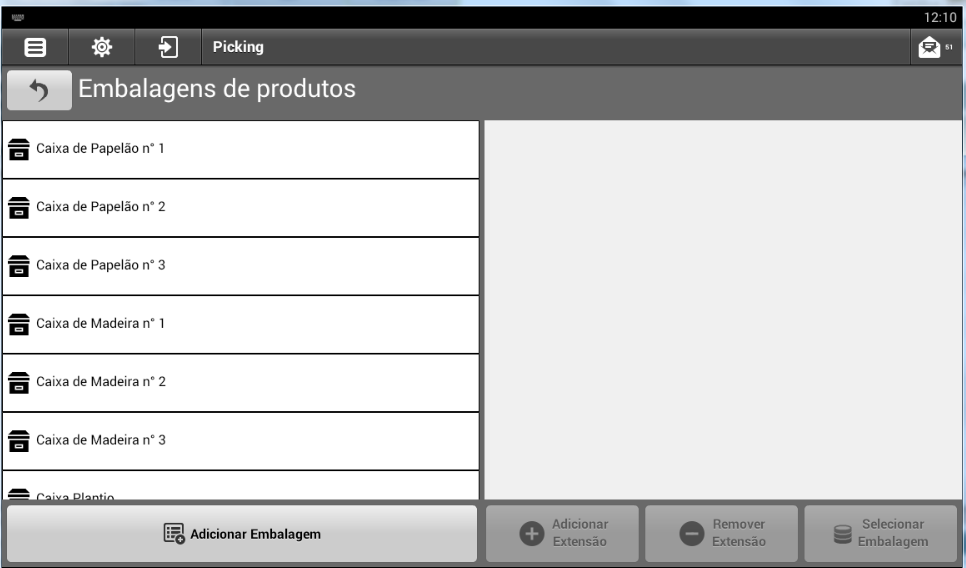 12:10
Picking
51
Embalagens de produtos
Caixa de Papelão n° 1
Caixa de Papelão n° 2
Caixa de Papelão n° 3
Caixa de Madeira n° 1
Caixa de Madeira n° 2
Caixa de Madeira n° 3
Caixa Plantio
Adicionar Embalagem
Adicionar
Extensão
Remover
Extensão
Selecionar
Embalagem